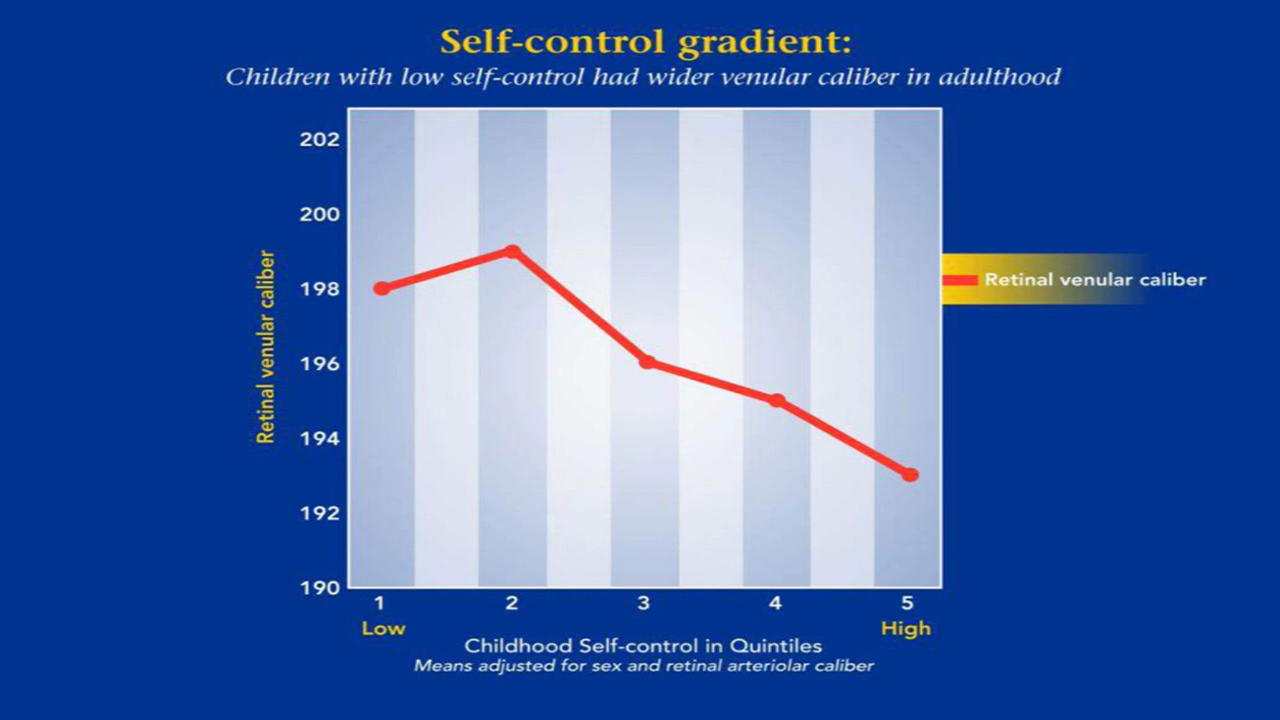 Self-control gradient:
Children with low self-control had wider venular caliber in adulthood
202
200
198
196
194
192
190
Retinal venular caliber
Retinal venular caliber
1 2 3 4 5
Low High
Childhood Self-control in Quintiles
Means adjusted for sex and retinal arteriolar caliber